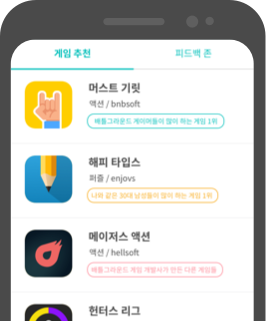 게임 추천
피드백 존
머스트 기릿
액션 / bnbsoft
배틀그라운드 게이머들이 많이 하는 게임 1위
해피 타임스
퍼즐 / enjovs
나와 같은 30대 남성들이 많이 하는 게임 1위
메이저스 액션
액션 / hellsoft
배틀그라운드 게임 개발사가 만든 다른 게임들
헌터스 리그